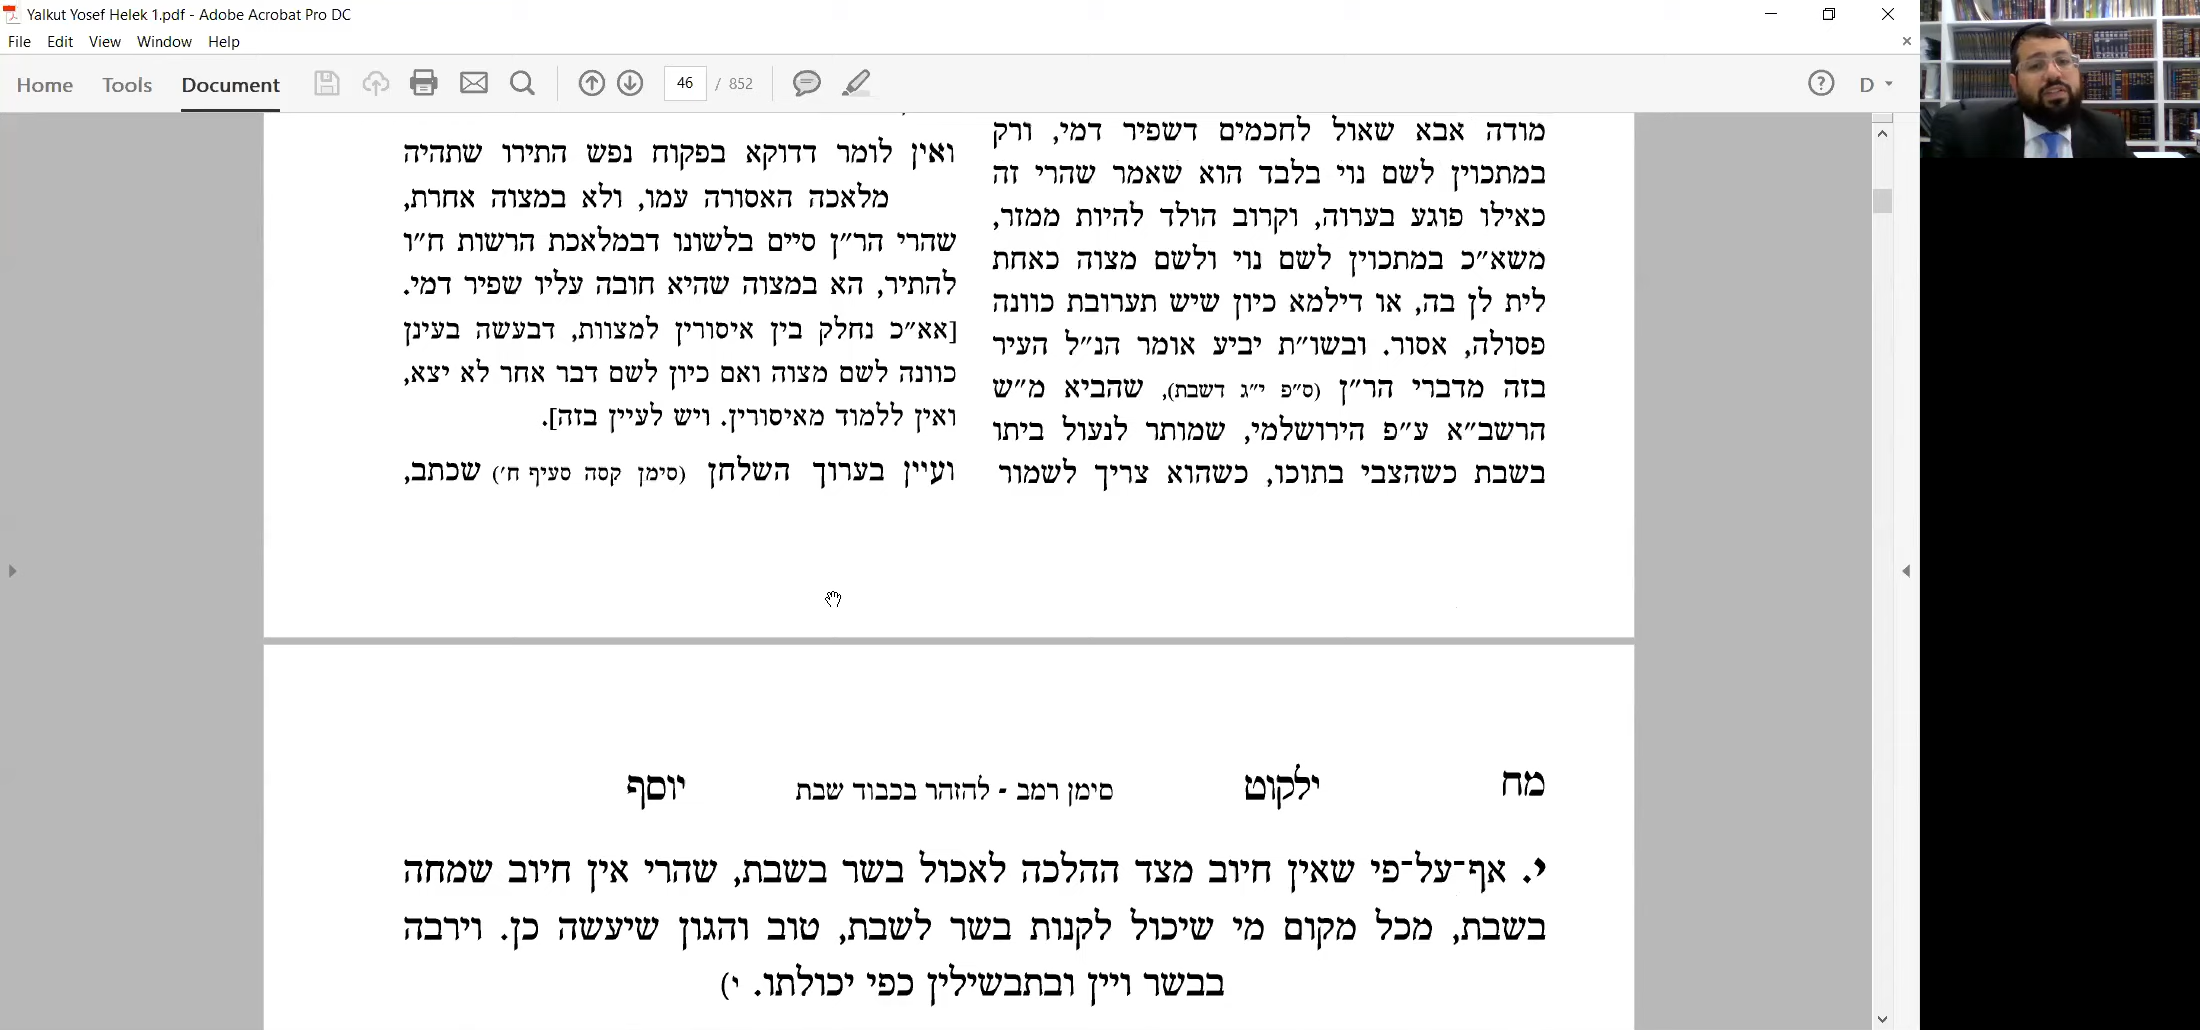 Yalkut Yosef Helek 1.pdf - Adobe Acrobat Pro DC
File Edit View Window Help
Home Tools Document 46 / 852 D
מודה אבא שאול לחכמים דשפיר דמי, ורק
במתכוין לשם נוי בלבד הוא שאמר שהרי זה
כאילו פוגע בערוה, וקרוב הולד להיות ממזר,
משא״כ במתכוין לשם נוי ולשם מצוה כאחת
לית לן בה, או דילמא כיון שיש תערובת כוונה
פסולה, אסור. ובשו״ת יביע אומר הנ״ל העיר
בזה מדברי הר״ן (ס״פ י״ג דשבת), שהביא מ״ש
הרשב״א ע״פ הירושלמי, שמותר לנעול ביתו
בשבת כשהצבי בתוכו, כשהוא צריך לשמור
ואין לומר דדוקא בפקוח נפש התירו שתהיה
מלאכה האסורה עמו, ולא במצוה אחרת,
שהרי הר״ן סיים בלשונו דבמלאכת הרשות ח״ו
להתיר, הא במצוה שהיא חובה עליו שפיר דמי.
[אא״כ נחלק בין איסורין למצוות, דבעשה בעינן
כוונה לשם מצוה ואם כיון לשם דבר אחר לא יצא,
ואין ללמוד מאיסורין. ויש לעיין בזה].
ועיין בערוך השלחן (סימן קסה סעיף ח׳) שכתב,
מח ילקוט סימן רמב - להזהר בכבוד שבת יוסף
י. אף־על־פי שאין חיוב מצד ההלכה לאכול בשר בשבת, שהרי אין חיוב שמחה
בשבת, מכל מקום מי שיכול לקנות בשר לשבת, טוב והגון שיעשה כן. וירבה
בבשר ויין ובתבשילין כפי יכולתו. י)